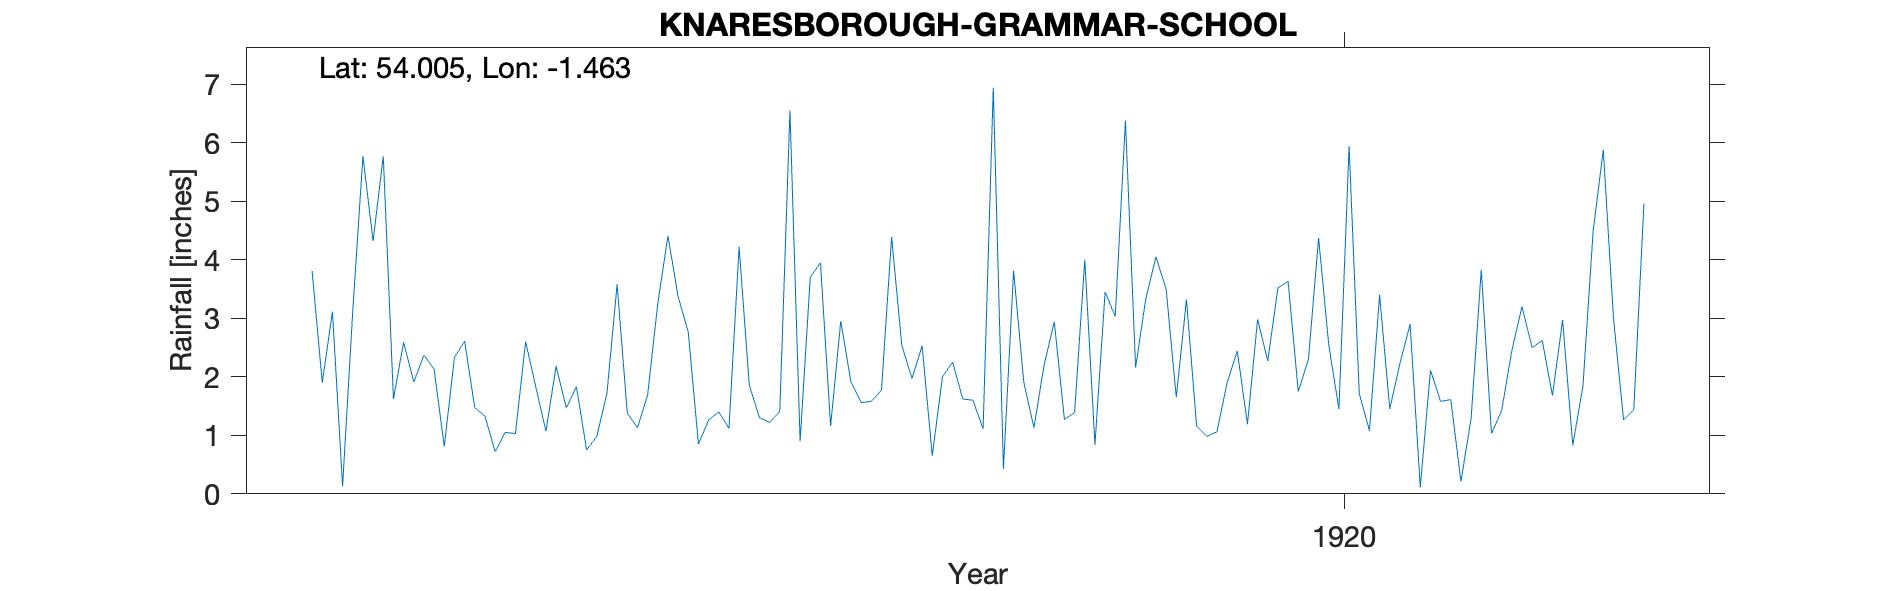 KNARESBOROUGH-GRAMMAR-SCHOOL
Lat: 54.005, Lon: -1.463
7
6
5
4
3
2
1
0
Rainfall [inches]
1920
Year